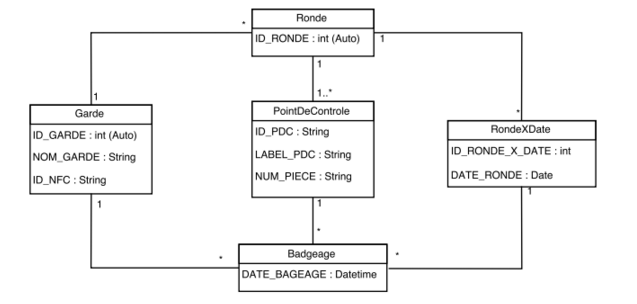 Ronde
*
ID_RONDE : int (Auto)
1
1
1
1..*
*
Garde
PointDeControle
RondeXDate
ID_GARDE : int (Auto)
ID_PDC : String
ID_RONDE_X_DATE : int
NOM_GARDE : String
LABEL_PDC : String
DATE_RONDE : Date
ID_NFC : String
NUM_PIECE : String
1
1
1
*
*
*
Badgeage
DATE_BAGEAGE : Datetime